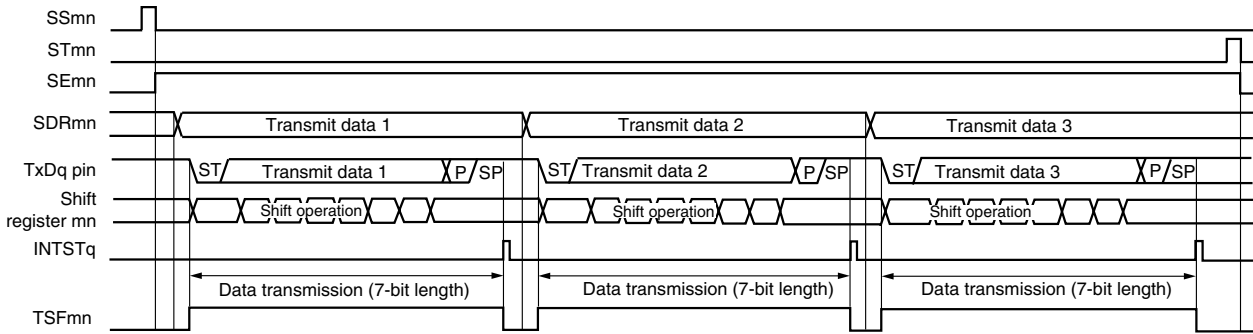 SSmn
STmn
SEmn
SDRmn Transmit data 1 Transmit data 2 Transmit data 3
TxDq pin ST Transmit data 1 P SP ST Transmit data 2 P SP ST Transmit data 3 P SP
Shift
register mn Shift operation Shift operation Shift operation
INTSTq
Data transmission (7-bit length) Data transmission (7-bit length) Data transmission (7-bit length)
TSFmn